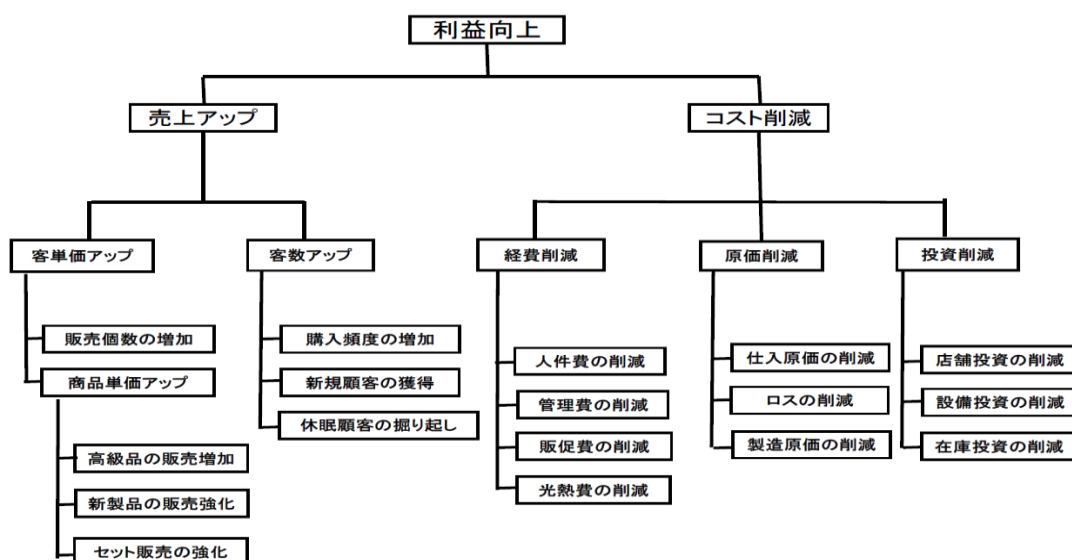 利益向上
売上アップ
コスト削減
客単価アップ
客数アップ
経費削減
原価削減
投資削減
販売個数の増加
商品単価アップ
高級品の販売増加
新製品の販売強化
セット販売の強化
購入頻度の増加
新規顧客の獲得
休眠顧客の掘り起し
人件費の削減
管理費の削減
販促費の削減
光熱費の削減
仕入原価の削減
ロスの削減
製造原価の削減
店舗投資の削減
設備投資の削減
在庫投資の削減